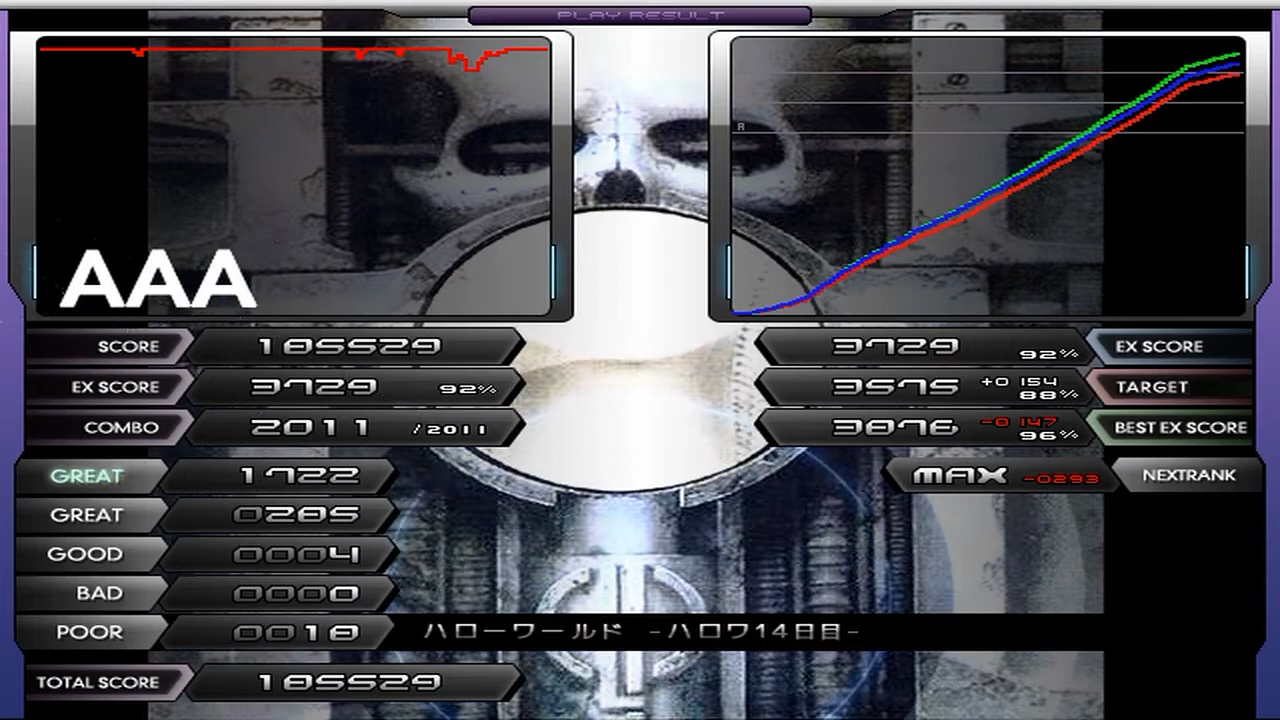 PLAY RESULT
A
AAA
SCORE 185529
EX SCORE 3729 92%
COMBO 2011 /2011
3729 92% EX SCORE
3575 +0 154 88% TARGET
3876 -0 147 96% BEST EX SCORE
GREAT 1722
GREAT 0285
GOOD 0004
BAD 0000
POOR 0018
MAX -0293 NEXTRANK
ハローワールド -ハロワ14日目-
TOTAL SCORE 185529